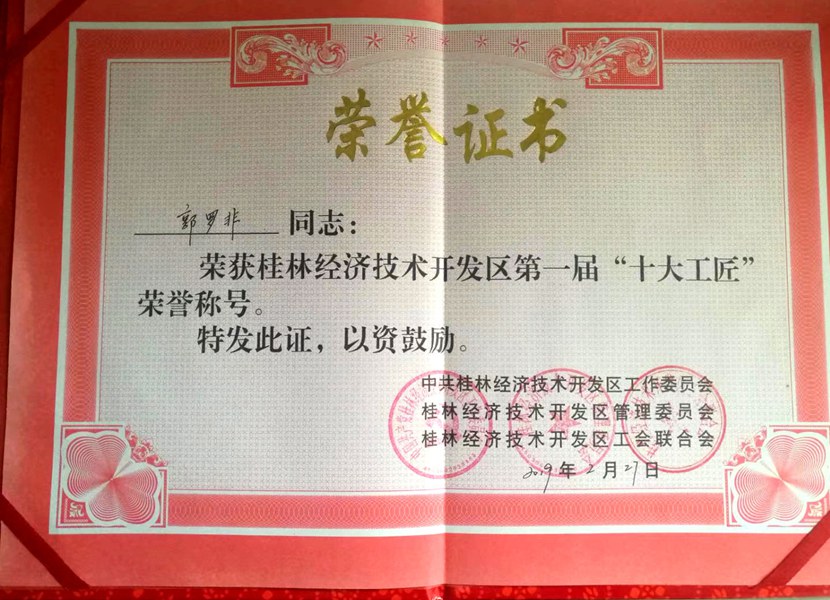 荣誉证书
郭罗非 同志：
荣获桂林经济技术开发区第一届“十大工匠”
荣誉称号。
特发此证，以资鼓励。
中共桂林经济技术开发区工作委员会
桂林经济技术开发区管理委员会
桂林经济技术开发区工会联合会
2019年2月27日